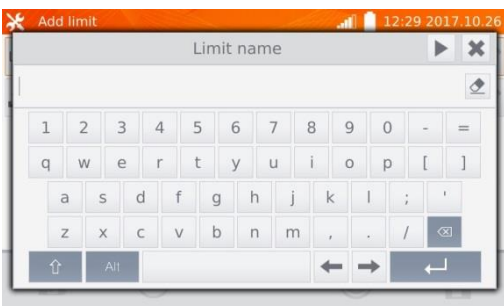 Add limit 12:29 2017.10.26
Limit name
1 2 3 4 5 6 7 8 9 0 - =
q w e r t y u i o p [ ]
a s d f g h j k l ; '
z x c v b n m , . /
Alt